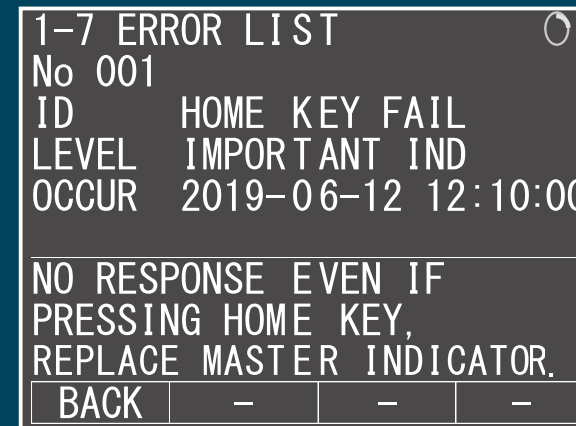 1-7 ERROR LIST
No 001
ID HOME KEY FAIL
LEVEL IMPORTANT IND
OCCUR 2019-06-12 12:10:00
NO RESPONSE EVEN IF
PRESSING HOME KEY,
REPLACE MASTER INDICATOR.
BACK - - -